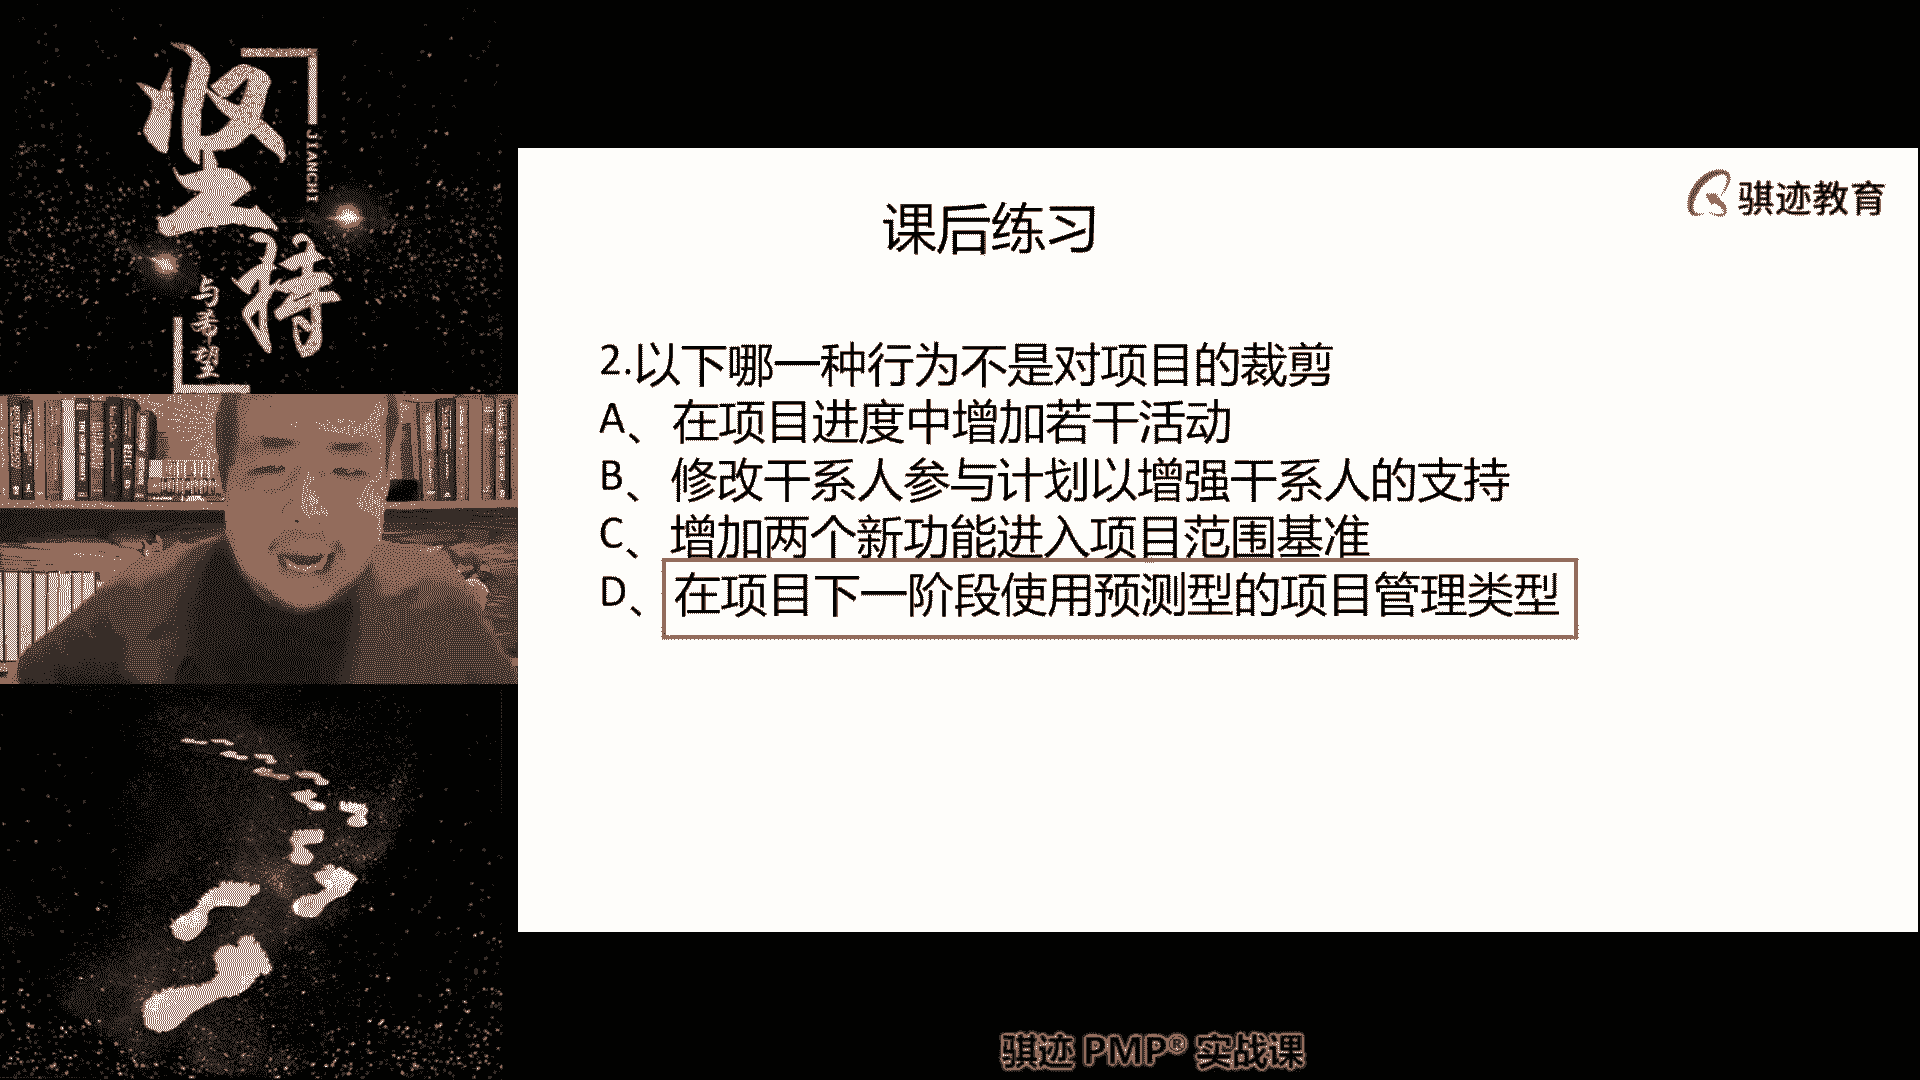 坚持
JIANCHI
与希望
骐迹教育
课后练习
2.以下哪一种行为不是对项目的裁剪
A、在项目进度中增加若干活动
B、修改干系人参与计划以增强干系人的支持
C、增加两个新功能进入项目范围基准
D、在项目下一阶段使用预测型的项目管理类型
骐迹 PMP® 实战课